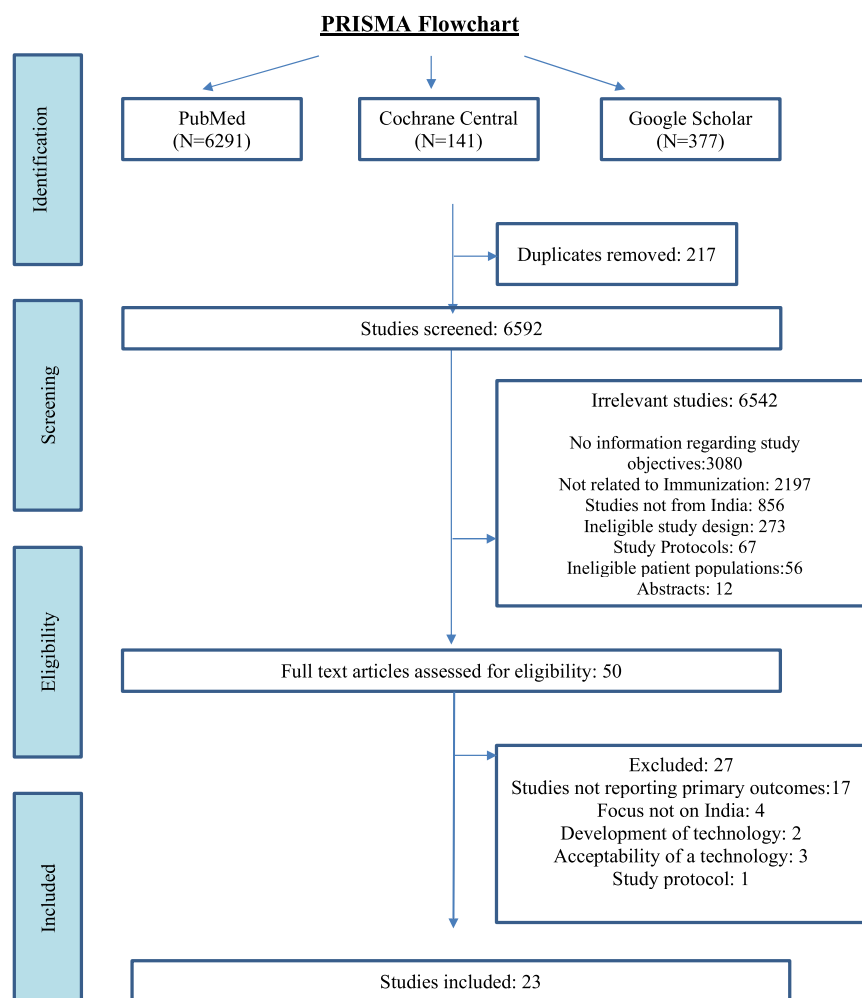 PRISMA Flowchart
Identification
PubMed
(N=6291)
Cochrane Central
(N=141)
Google Scholar
(N=377)
Duplicates removed: 217
Screening
Studies screened: 6592
Irrelevant studies: 6542
No information regarding study
objectives:3080
Not related to Immunization: 2197
Studies not from India: 856
Ineligible study design: 273
Study Protocols: 67
Ineligible patient populations:56
Abstracts: 12
Eligibility
Full text articles assessed for eligibility: 50
Excluded: 27
Studies not reporting primary outcomes:17
Focus not on India: 4
Development of technology: 2
Acceptability of a technology: 3
Study protocol: 1
Included
Studies included: 23